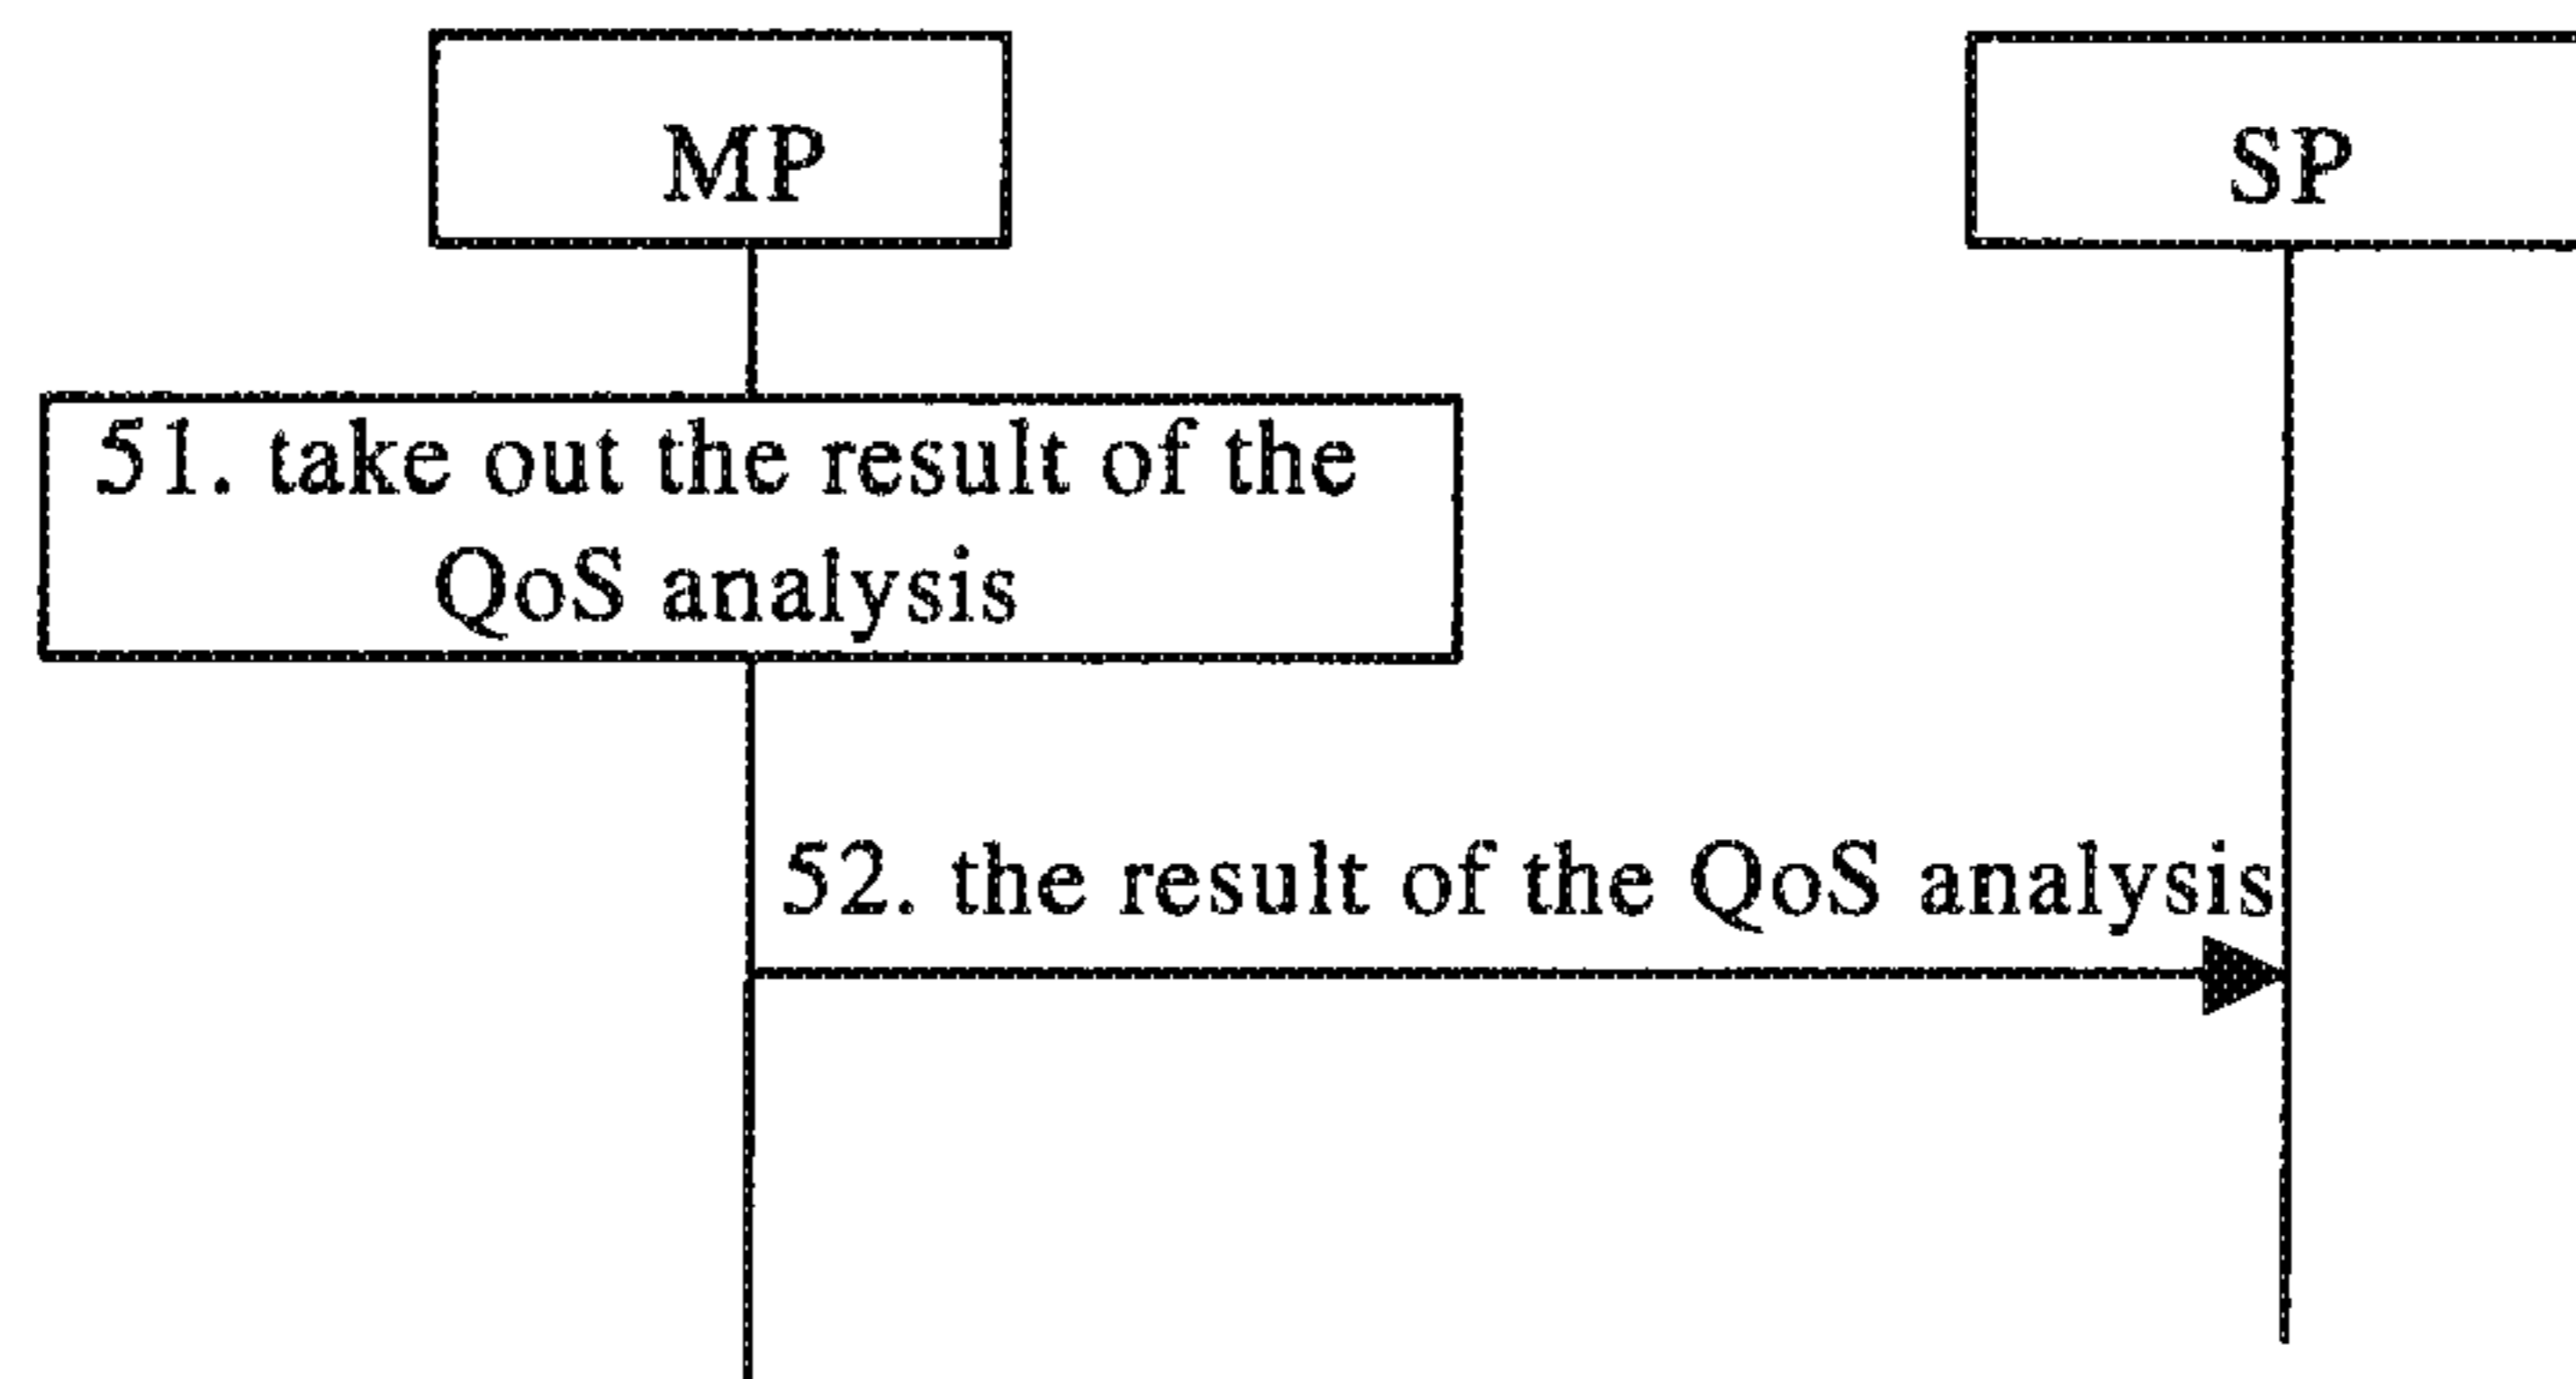 MP
SP
51. take out the result of the
QoS analysis
52. the result of the QoS analysis